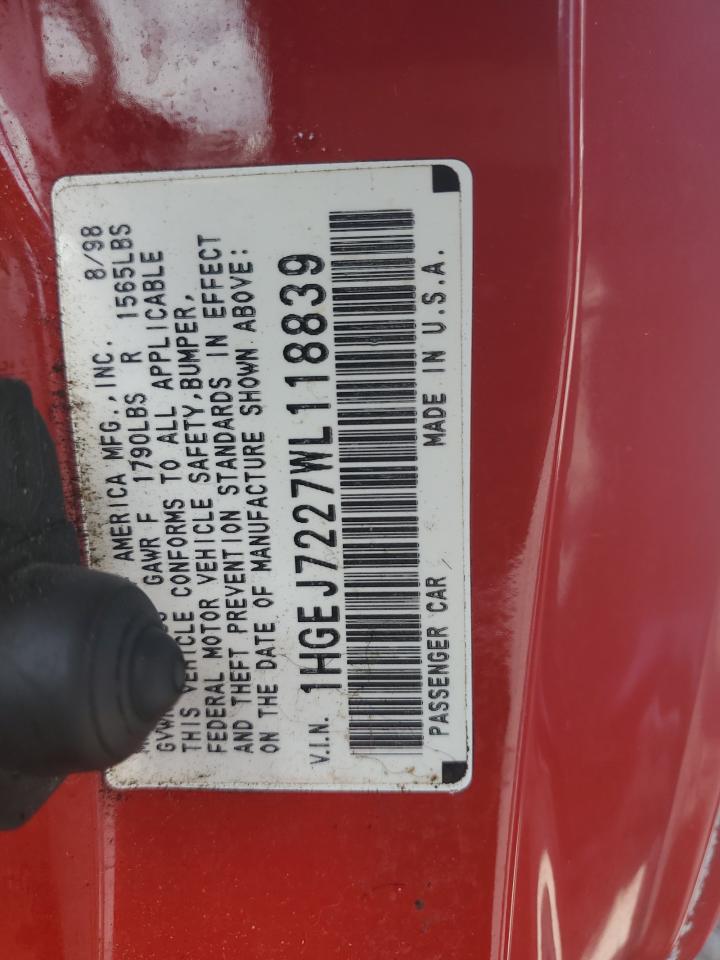 AMERICA MFG., INC. 8/98
GAWR F 1790LBS R 1565LBS
THIS VEHICLE CONFORMS TO ALL APPLICABLE
FEDERAL MOTOR VEHICLE SAFETY,BUMPER,
AND THEFT PREVENTION STANDARDS IN EFFECT
ON THE DATE OF MANUFACTURE SHOWN ABOVE:
V.I.N. 1HGEJ7227WL118839
PASSENGER CAR MADE IN U.S.A.